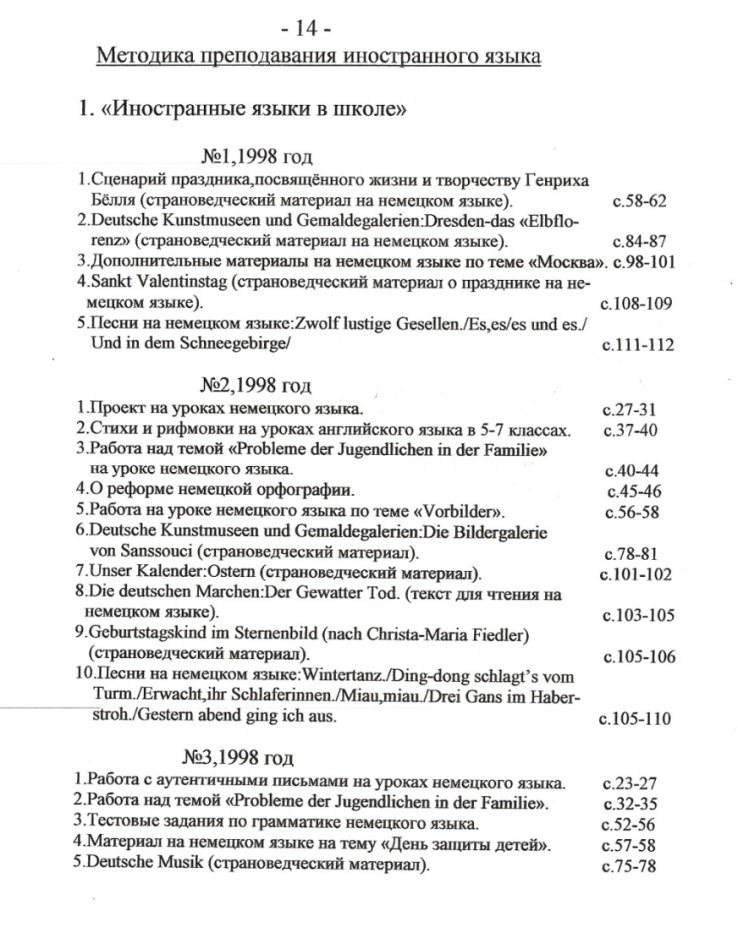 - 14 -
Методика преподавания иностранного языка
1. «Иностранные языки в школе»
№1,1998 год
1.Сценарий праздника,посвящённого жизни и творчеству Генриха
Бёлля (страноведческий материал на немецком языке). с.58-62
2.Deutsche Kunstmuseen und Gemaldegalerien:Dresden-das «Elbflo-
renz» (страноведческий материал на немецком языке). с.84-87
3.Дополнительные материалы на немецком языке по теме «Москва». с.98-101
4.Sankt Valentinstag (страноведческий материал о празднике на не-
мецком языке). с.108-109
5.Песни на немецком языке:Zwolf lustige Gesellen./Es,es/es und es./
Und in dem Schneegebirge/ с.111-112
№2,1998 год
1.Проект на уроках немецкого языка. с.27-31
2.Стихи и рифмовки на уроках английского языка в 5-7 классах. с.37-40
3.Работа над темой «Probleme der Jugendlichen in der Familie»
на уроке немецкого языка. с.40-44
4.О реформе немецкой орфографии. с.45-46
5.Работа на уроке немецкого языка по теме «Vorbilder». с.56-58
6.Deutsche Kunstmuseen und Gemaldegalerien:Die Bildergalerie
von Sanssouci (страноведческий материал). с.78-81
7.Unser Kalender:Ostern (страноведческий материал). с.101-102
8.Die deutschen Marchen:Der Gewatter Tod. (текст для чтения на
немецком языке). с.103-105
9.Geburtstagskind im Sternenbild (nach Christa-Maria Fiedler)
(страноведческий материал). с.105-106
10.Песни на немецком языке:Wintertanz./Ding-dong schlagt’s vom
Turm./Erwacht,ihr Schlaferinnen./Miau,miau./Drei Gans im Haber-
stroh./Gestern abend ging ich aus. с.105-110
№3,1998 год
1.Работа с аутентичными письмами на уроках немецкого языка. с.23-27
2.Работа над темой «Probleme der Jugendlichen in der Familie». с.32-35
3.Тестовые задания по грамматике немецкого языка. с.52-56
4.Материал на немецком языке на тему «День защиты детей». с.57-58
5.Deutsche Musik (страноведческий материал). с.75-78